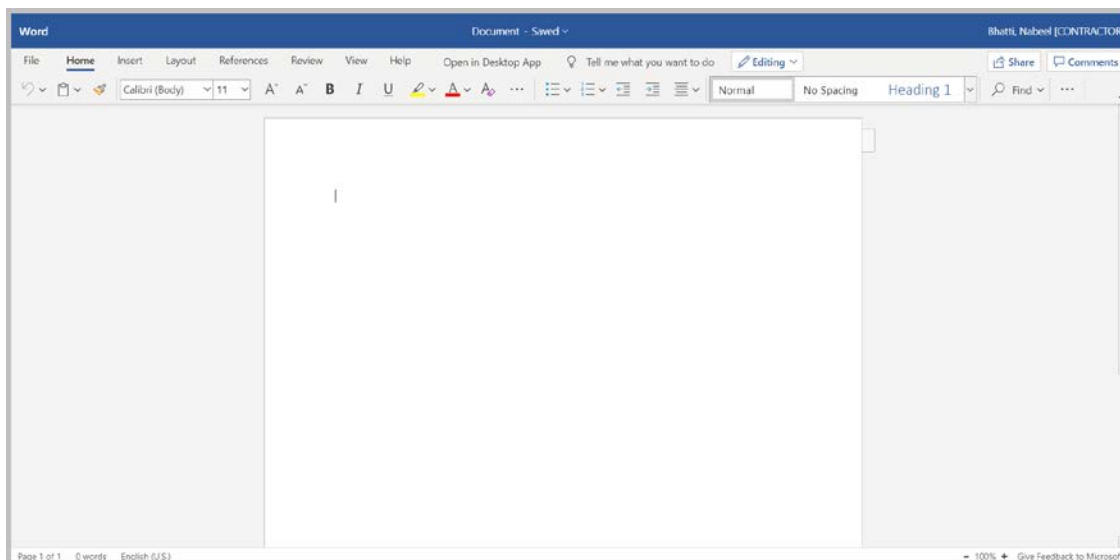 Word Document - Saved Bhatti, Nabeel [CONTRACTOR
File Home Insert Layout References Review View Help Open in Desktop App Tell me what you want to do Editing Share Comments
Calibri (Body) 11 A A B I U A A ... Normal No Spacing Heading 1 Find ...
Page 1 of 1 0 words English (U.S.) - 100% + Give Feedback to Microsof